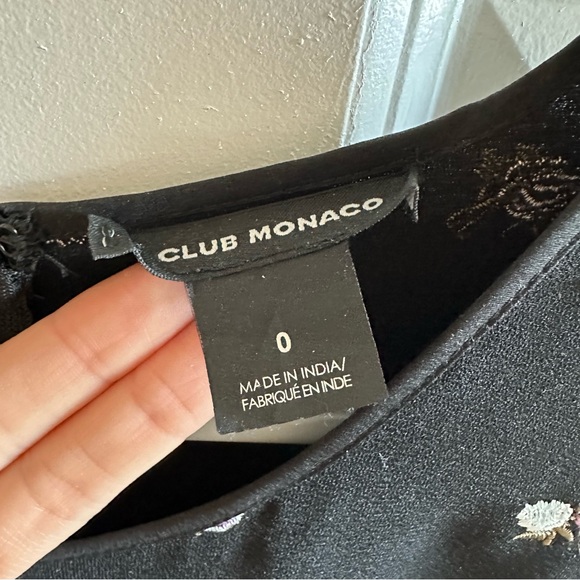 CLUB MONACO
0
MADE IN INDIA/
FABRIQUÉ EN INDE